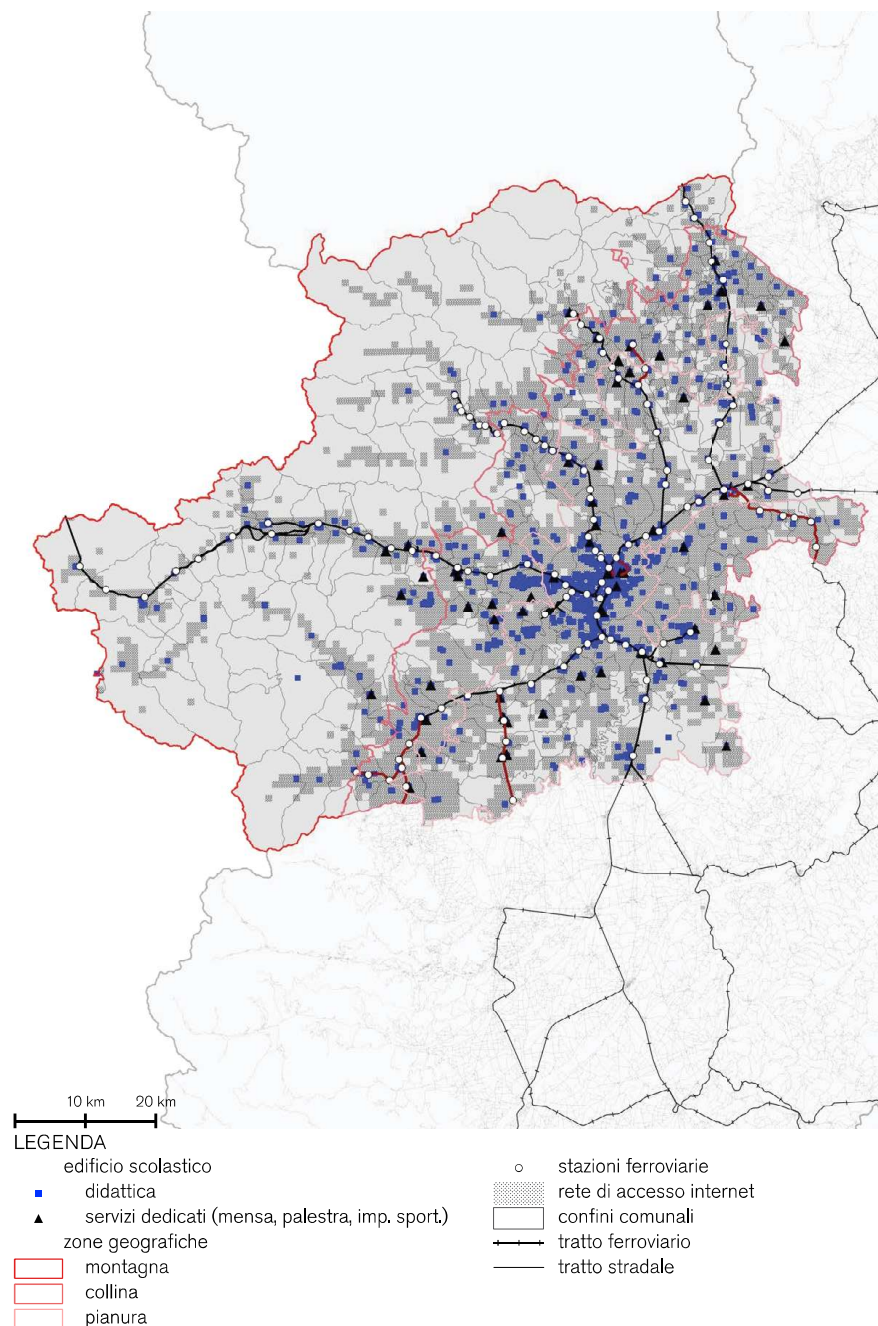 10 km 20 km
LEGENDA
edificio scolastico
didattica
servizi dedicati (mensa, palestra, imp. sport.)
zone geografiche
montagna
collina
pianura
stazioni ferroviarie
rete di accesso internet
confini comunali
tratto ferroviario
tratto stradale